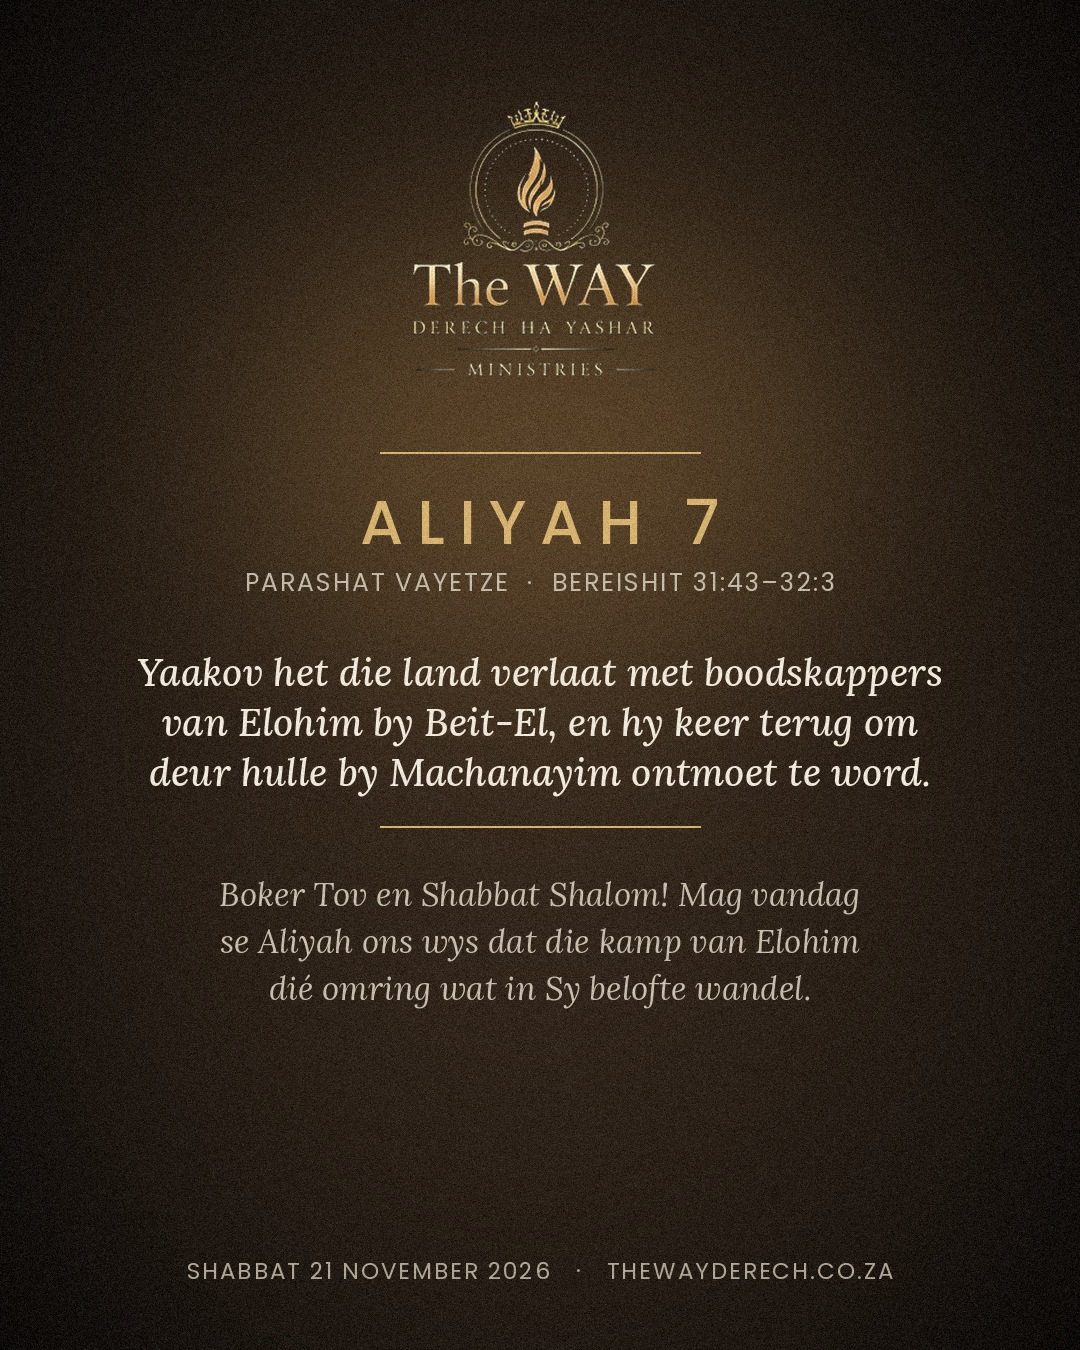 The WAY
DERECH HA YASHAR
MINISTRIES
ALIYAH 7
PARASHAT VAYETZE · BEREISHIT 31:43–32:3
Yaakov het die land verlaat met boodskappers
van Elohim by Beit-El, en hy keer terug om
deur hulle by Machanayim ontmoet te word.
Boker Tov en Shabbat Shalom! Mag vandag
se Aliyah ons wys dat die kamp van Elohim
dié omring wat in Sy belofte wandel.
SHABBAT 21 NOVEMBER 2026 · THEWAYDERECH.CO.ZA